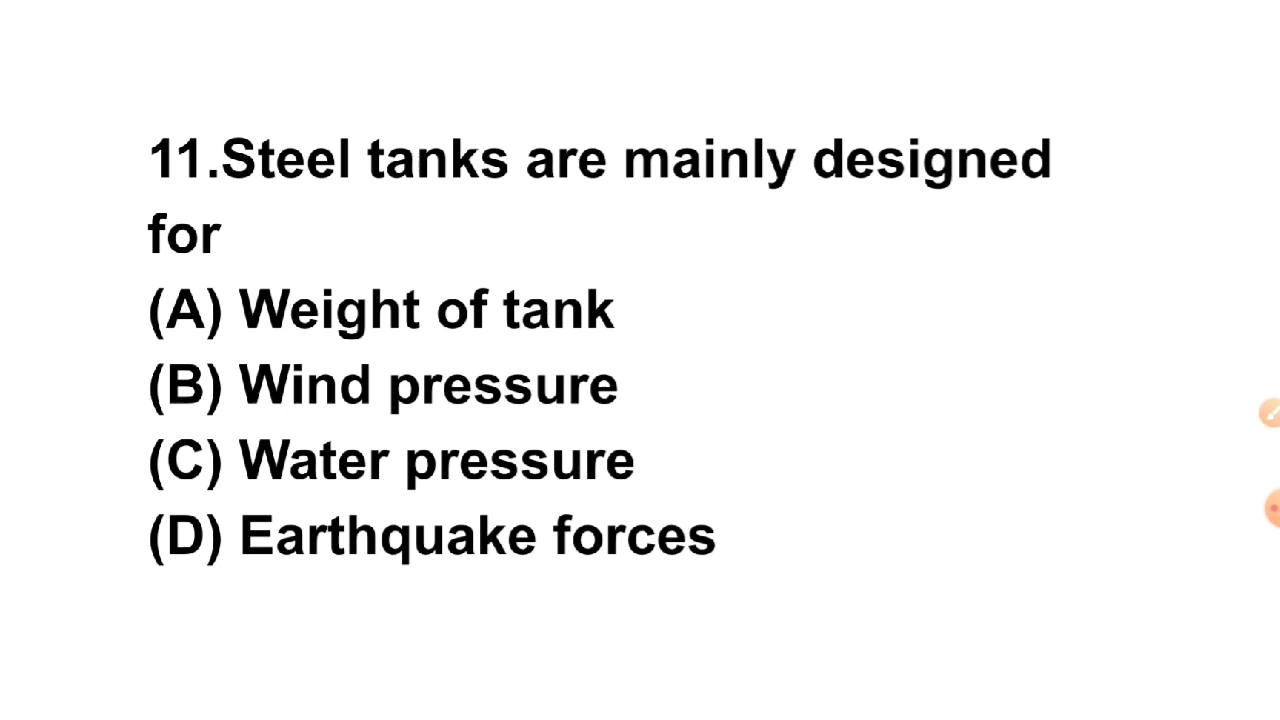 11.Steel tanks are mainly designed
for
(A) Weight of tank
(B) Wind pressure
(C) Water pressure
(D) Earthquake forces